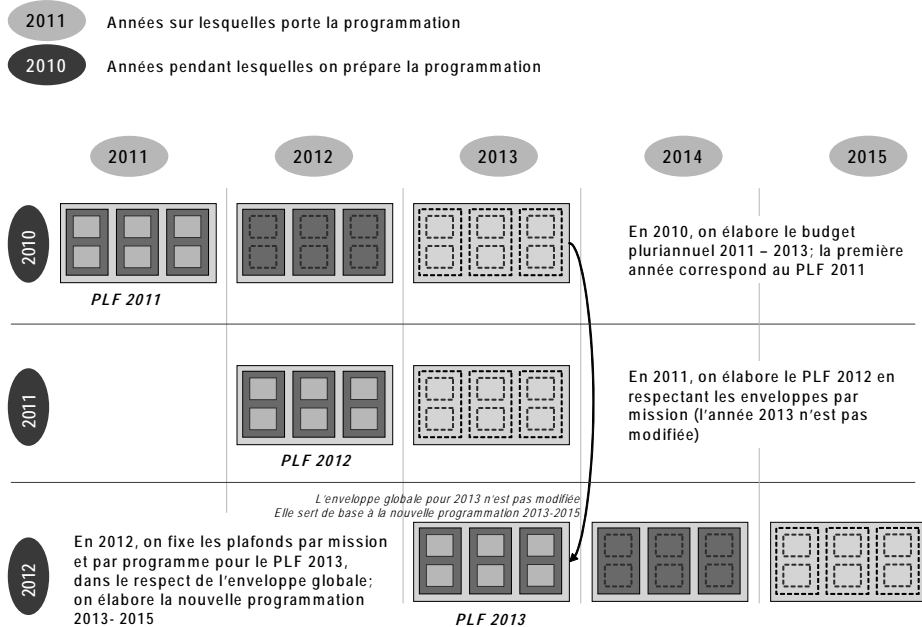 2011 Années sur lesquelles porte la programmation
2010 Années pendant lesquelles on prépare la programmation
2011 2012 2013 2014 2015
2010
PLF 2011
En 2010, on élabore le budget
pluriannuel 2011 – 2013; la première
année correspond au PLF 2011
2011
PLF 2012
En 2011, on élabore le PLF 2012 en
respectant les enveloppes par
mission (l'année 2013 n'est pas
modifiée)
L'enveloppe globale pour 2013 n'est pas modifiée
Elle sert de base à la nouvelle programmation 2013-2015
2012
En 2012, on fixe les plafonds par mission
et par programme pour le PLF 2013,
dans le respect de l'enveloppe globale;
on élabore la nouvelle programmation
2013- 2015
PLF 2013